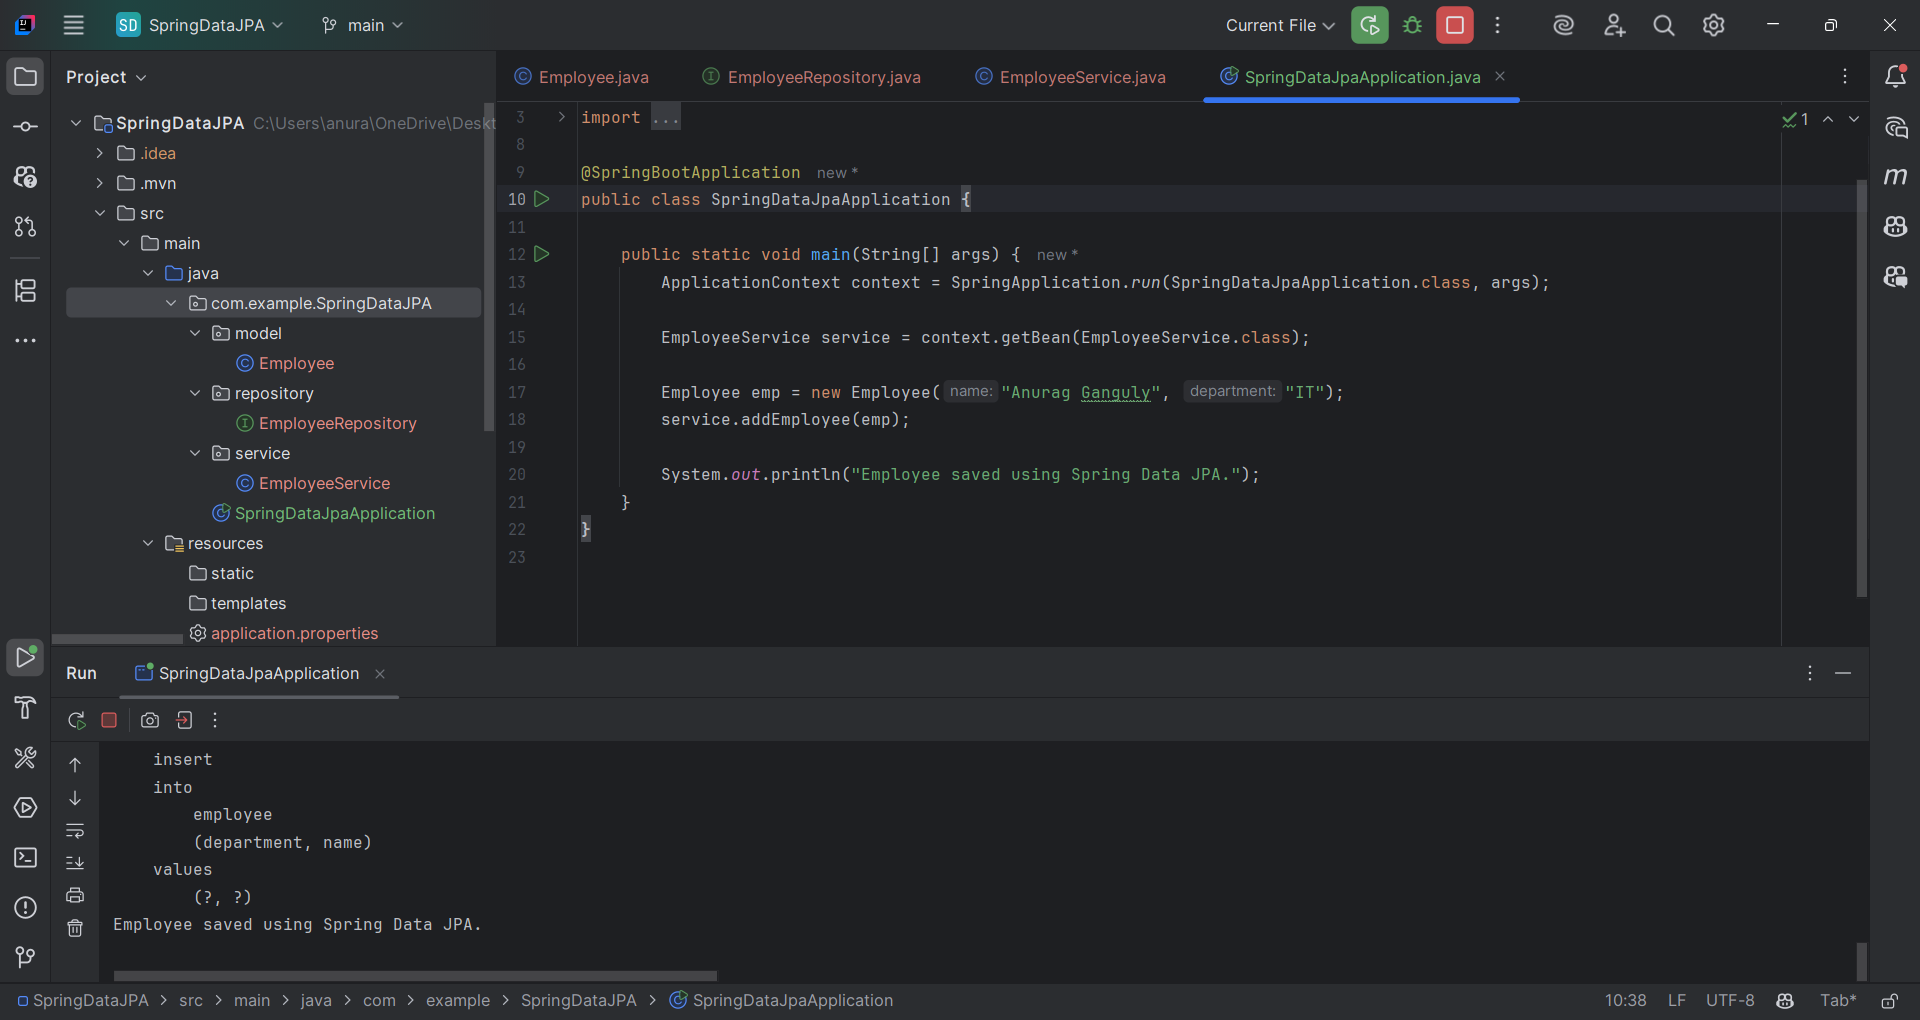 SD SpringDataJPA main Current File
Project
Employee.java EmployeeRepository.java EmployeeService.java SpringDataJpaApplication.java
SpringDataJPA C:\Users\anura\OneDrive\Deskt
.idea
.mvn
src
main
java
com.example.SpringDataJPA
model
Employee
repository
EmployeeRepository
service
EmployeeService
SpringDataJpaApplication
resources
static
templates
application.properties
3 import ...
8
9 @SpringBootApplication new *
10 public class SpringDataJpaApplication {
11
12 public static void main(String[] args) { new *
13 ApplicationContext context = SpringApplication.run(SpringDataJpaApplication.class, args);
14
15 EmployeeService service = context.getBean(EmployeeService.class);
16
17 Employee emp = new Employee( name: "Anurag Ganguly", department: "IT");
18 service.addEmployee(emp);
19
20 System.out.println("Employee saved using Spring Data JPA.");
21 }
22 }
23
1
Run SpringDataJpaApplication
insert
into
employee
(department, name)
values
(?, ?)
Employee saved using Spring Data JPA.
SpringDataJPA > src > main > java > com > example > SpringDataJPA > SpringDataJpaApplication 10:38 LF UTF-8 Tab*